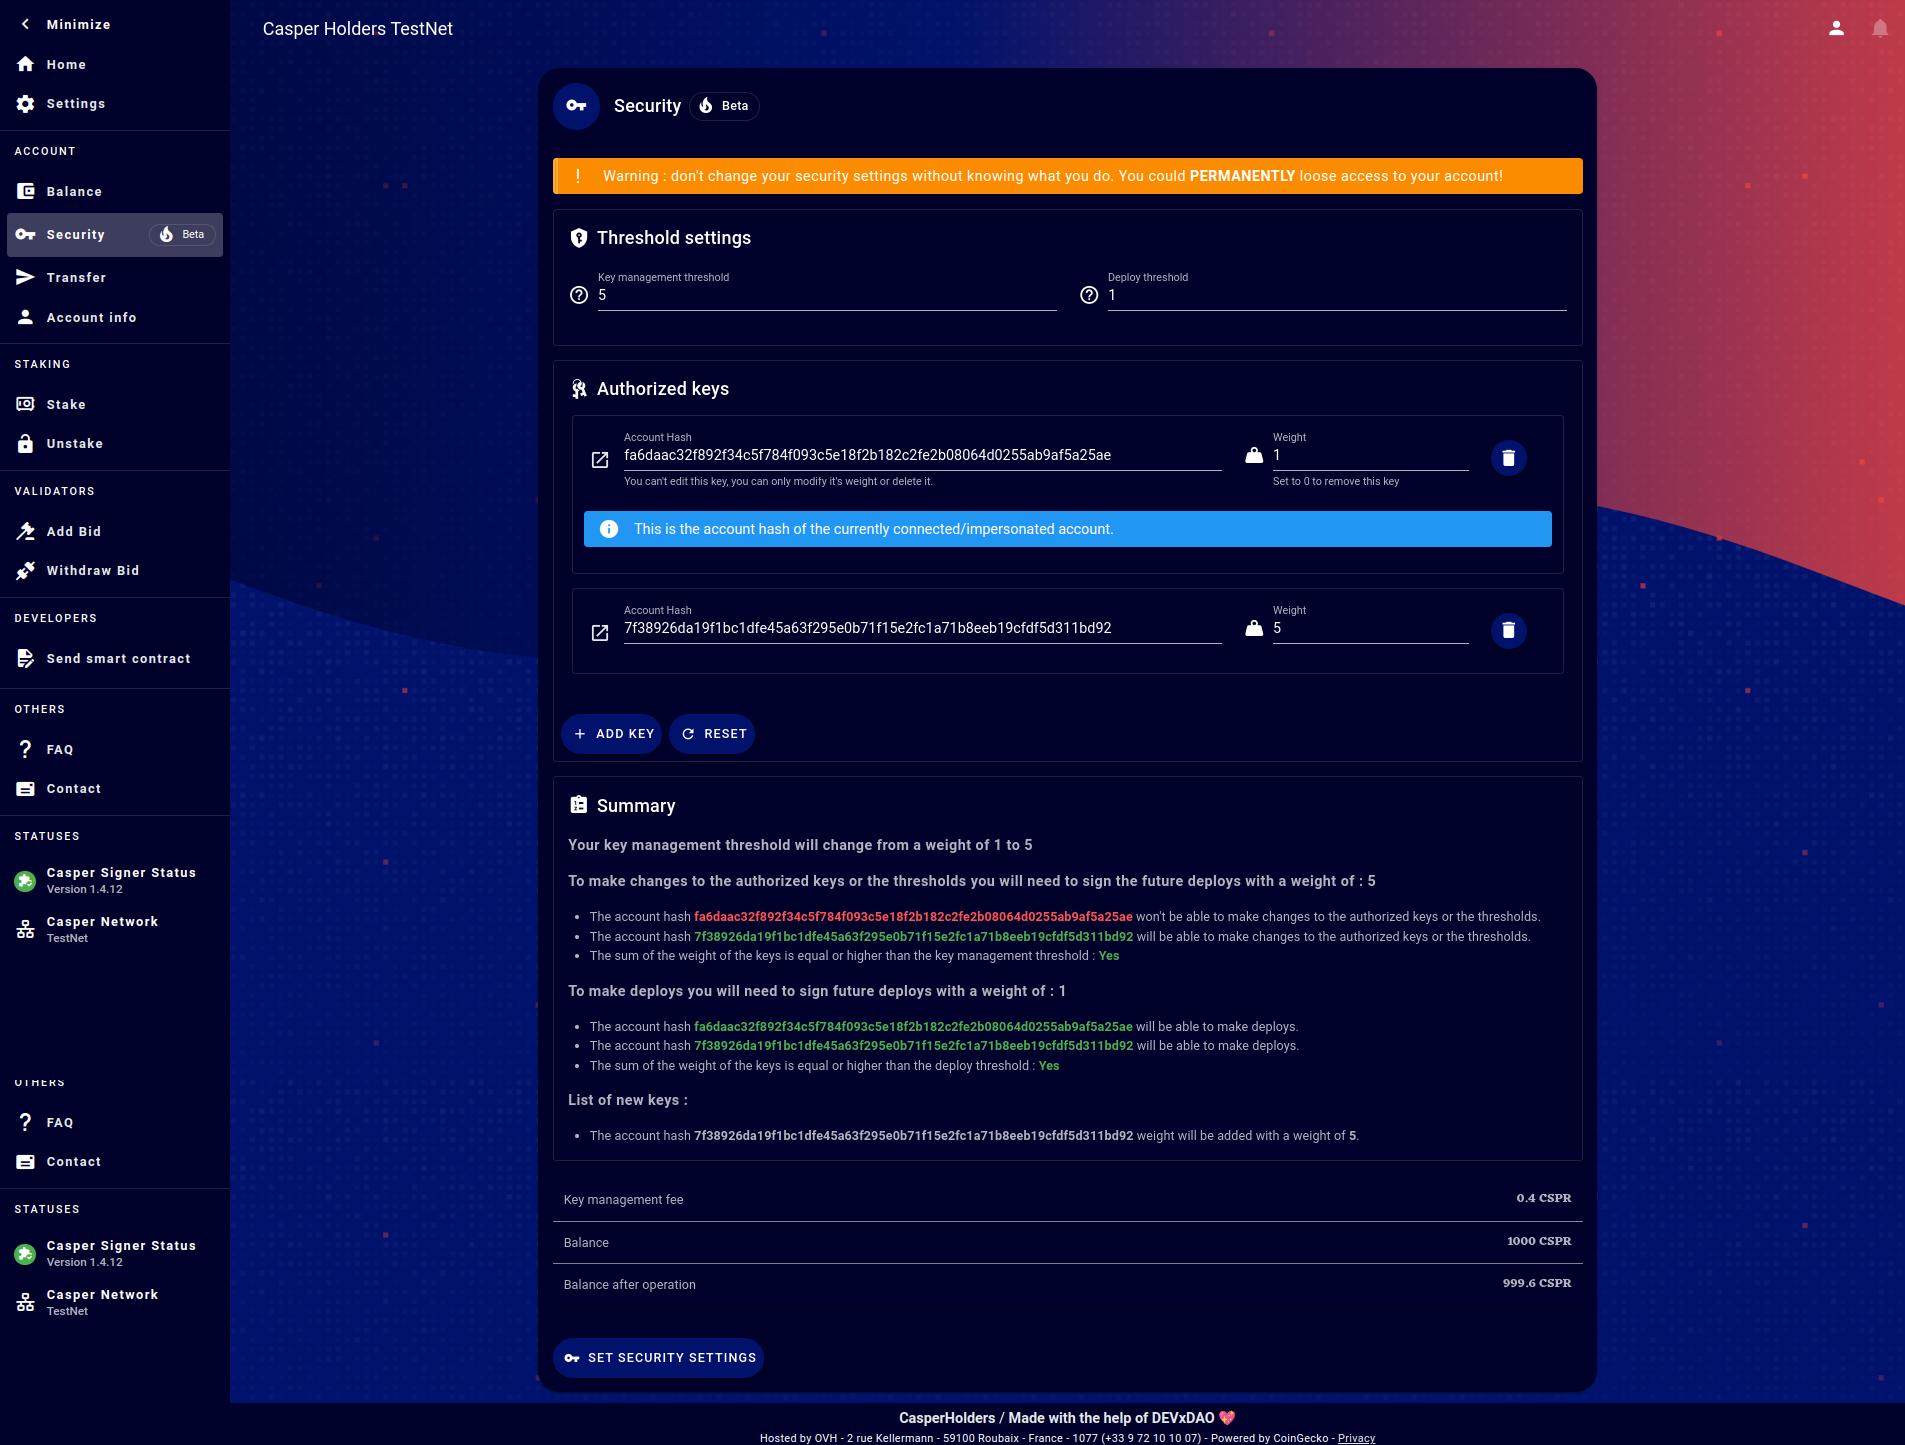 Minimize
Home
Settings
ACCOUNT
Balance
Security Beta
Transfer
Account info
STAKING
Stake
Unstake
VALIDATORS
Add Bid
Withdraw Bid
DEVELOPERS
Send smart contract
OTHERS
FAQ
Contact
STATUSES
Casper Signer Status
Version 1.4.12
Casper Network
TestNet
OTHERS
FAQ
Contact
STATUSES
Casper Signer Status
Version 1.4.12
Casper Network
TestNet
Casper Holders TestNet
Security Beta
! Warning : don't change your security settings without knowing what you do. You could PERMANENTLY loose access to your account!
Threshold settings
Key management threshold
5
Deploy threshold
1
Authorized keys
Account Hash
fa6daac32f892f34c5f784f093c5e18f2b182c2fe2b08064d0255ab9af5a25ae
You can't edit this key, you can only modify it's weight or delete it.
Weight
1
Set to 0 to remove this key
This is the account hash of the currently connected/impersonated account.
Account Hash
7f38926da19f1bc1dfe45a63f295e0b71f15e2fc1a71b8eeb19cfdf5d311bd92
Weight
5
ADD KEY
RESET
Summary
Your key management threshold will change from a weight of 1 to 5
To make changes to the authorized keys or the thresholds you will need to sign the future deploys with a weight of : 5
• The account hash fa6daac32f892f34c5f784f093c5e18f2b182c2fe2b08064d0255ab9af5a25ae won't be able to make changes to the authorized keys or the thresholds.
• The account hash 7f38926da19f1bc1dfe45a63f295e0b71f15e2fc1a71b8eeb19cfdf5d311bd92 will be able to make changes to the authorized keys or the thresholds.
• The sum of the weight of the keys is equal or higher than the key management threshold : Yes
To make deploys you will need to sign future deploys with a weight of : 1
• The account hash fa6daac32f892f34c5f784f093c5e18f2b182c2fe2b08064d0255ab9af5a25ae will be able to make deploys.
• The account hash 7f38926da19f1bc1dfe45a63f295e0b71f15e2fc1a71b8eeb19cfdf5d311bd92 will be able to make deploys.
• The sum of the weight of the keys is equal or higher than the deploy threshold : Yes
List of new keys :
• The account hash 7f38926da19f1bc1dfe45a63f295e0b71f15e2fc1a71b8eeb19cfdf5d311bd92 weight will be added with a weight of 5.
Key management fee 0.4 CSPR
Balance 1000 CSPR
Balance after operation 999.6 CSPR
SET SECURITY SETTINGS
CasperHolders / Made with the help of DEVxDAO 💖
Hosted by OVH - 2 rue Kellermann - 59100 Roubaix - France - 1077 (+33 9 72 10 10 07) - Powered by CoinGecko - Privacy